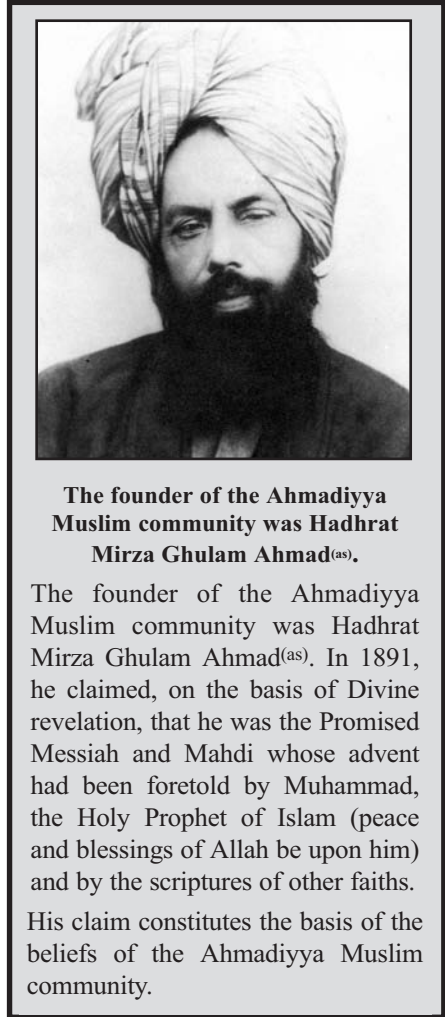 The founder of the Ahmadiyya
Muslim community was Hadhrat
Mirza Ghulam Ahmad(as).
The founder of the Ahmadiyya
Muslim community was Hadhrat
Mirza Ghulam Ahmad(as). In 1891,
he claimed, on the basis of Divine
revelation, that he was the Promised
Messiah and Mahdi whose advent
had been foretold by Muhammad,
the Holy Prophet of Islam (peace
and blessings of Allah be upon him)
and by the scriptures of other faiths.
His claim constitutes the basis of the
beliefs of the Ahmadiyya Muslim
community.